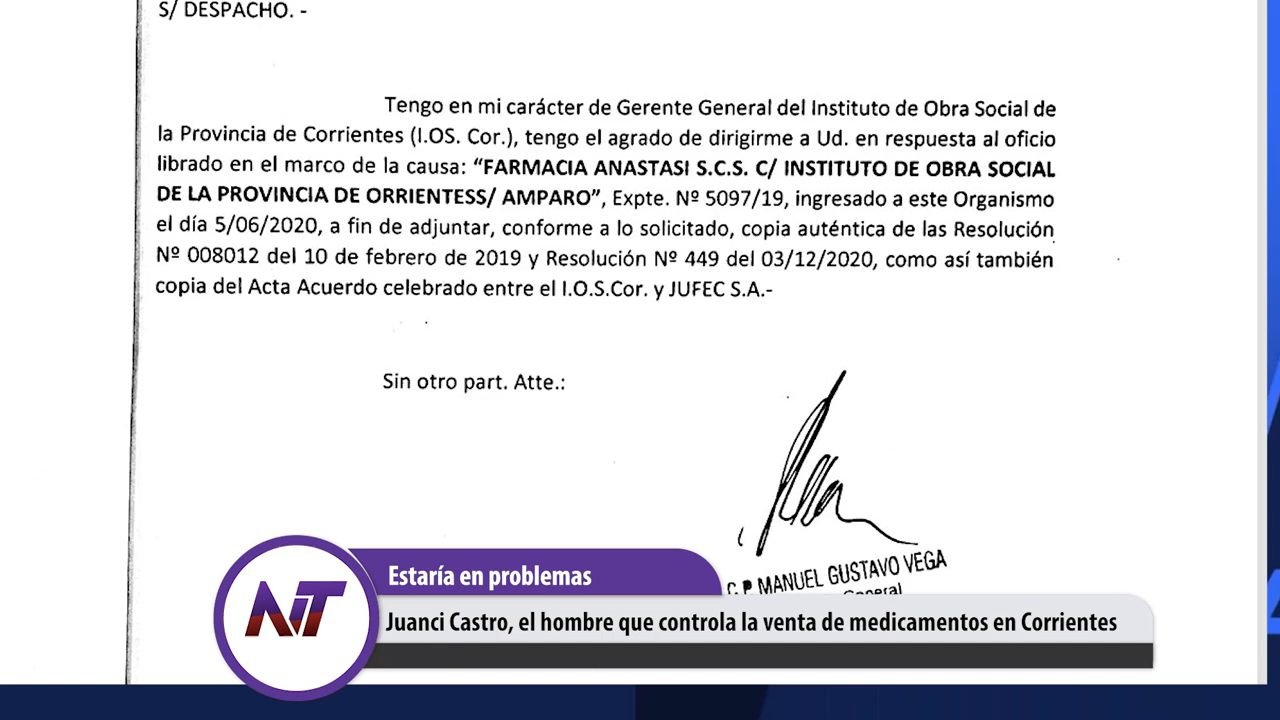 S/ DESPACHO. -
Tengo en mi carácter de Gerente General del Instituto de Obra Social de
la Provincia de Corrientes (I.OS. Cor.), tengo el agrado de dirigirme a Ud. en respuesta al oficio
librado en el marco de la causa: “FARMACIA ANASTASI S.C.S. C/ INSTITUTO DE OBRA SOCIAL
DE LA PROVINCIA DE ORRIENTESS/ AMPARO”, Expte. Nº 5097/19, ingresado a este Organismo
el día 5/06/2020, a fin de adjuntar, conforme a lo solicitado, copia auténtica de las Resolución
Nº 008012 del 10 de febrero de 2019 y Resolución Nº 449 del 03/12/2020, como así también
copia del Acta Acuerdo celebrado entre el I.O.S.Cor. y JUFEC S.A.-
Sin otro part. Atte.:
C.P. MANUEL GUSTAVO VEGA
General
NiT
Estaría en problemas
Juanci Castro, el hombre que controla la venta de medicamentos en Corrientes